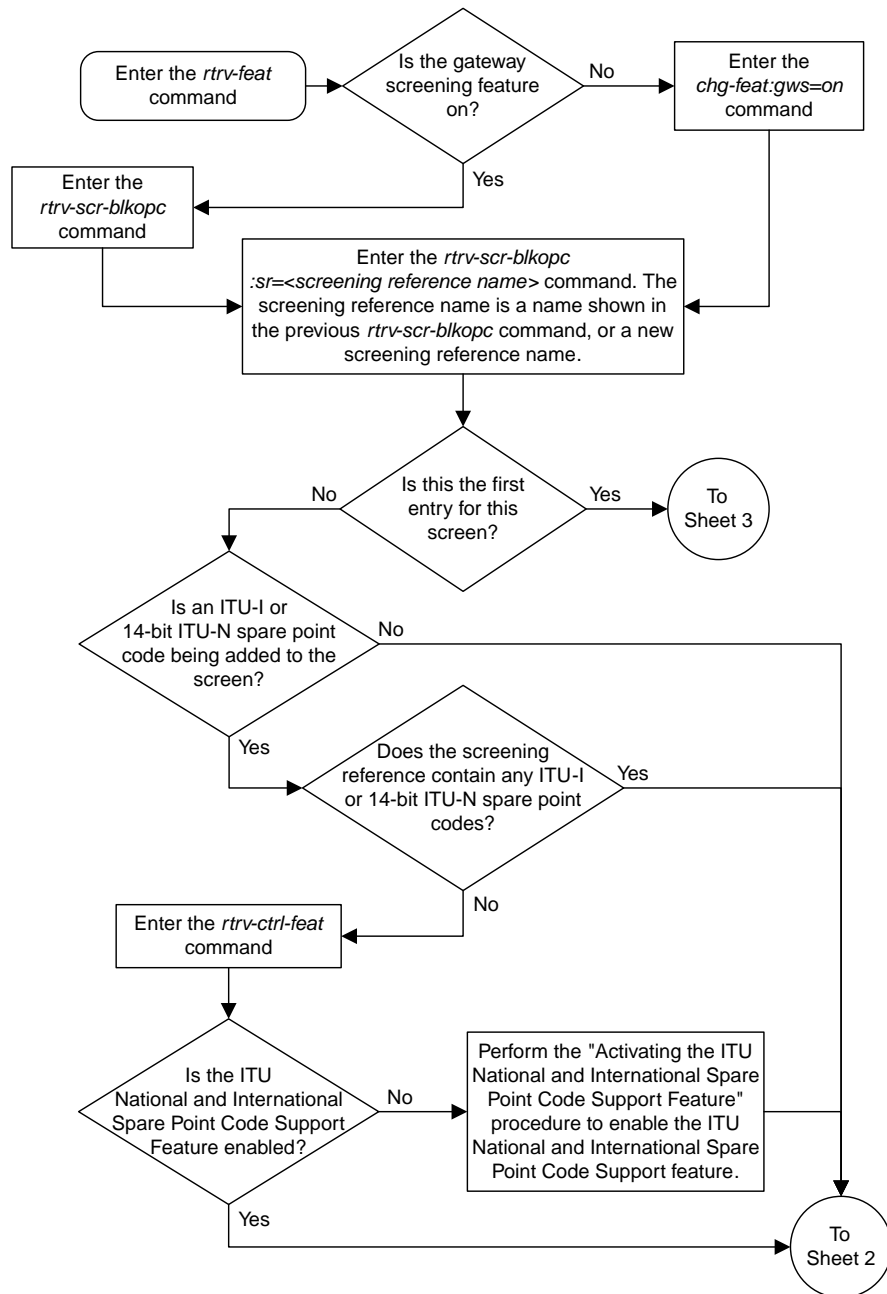 Enter the rtrv-feat
command
Is the gateway
screening feature
on?
No
Enter the
chg-feat:gws=on
command
Yes
Enter the
rtrv-scr-blkopc
command
Enter the rtrv-scr-blkopc
:sr=<screening reference name> command. The
screening reference name is a name shown in
the previous rtrv-scr-blkopc command, or a new
screening reference name.
Is this the first
entry for this
screen?
No
Yes
To
Sheet 3
Is an ITU-I or
14-bit ITU-N spare point
code being added to the
screen?
No
Yes
Does the screening
reference contain any ITU-I
or 14-bit ITU-N spare point
codes?
Yes
No
Enter the rtrv-ctrl-feat
command
Is the ITU
National and International
Spare Point Code Support
Feature enabled?
No
Perform the "Activating the ITU
National and International Spare
Point Code Support Feature"
procedure to enable the ITU
National and International Spare
Point Code Support feature.
Yes
To
Sheet 2